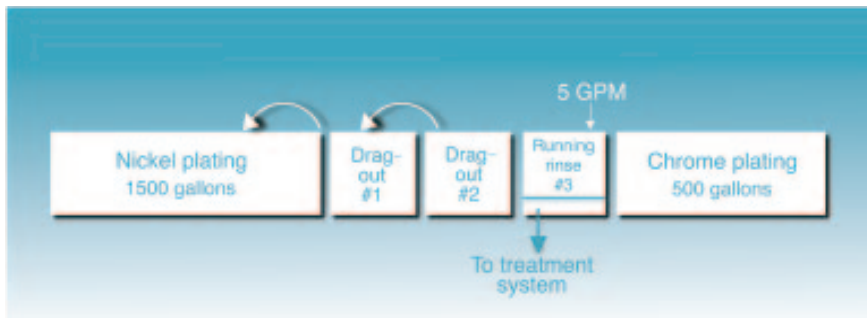 5 GPM
Nickel plating
1500 gallons
Drag-
out
#1
Drag-
out
#2
Running
rinse
#3
Chrome plating
500 gallons
To treatment
system